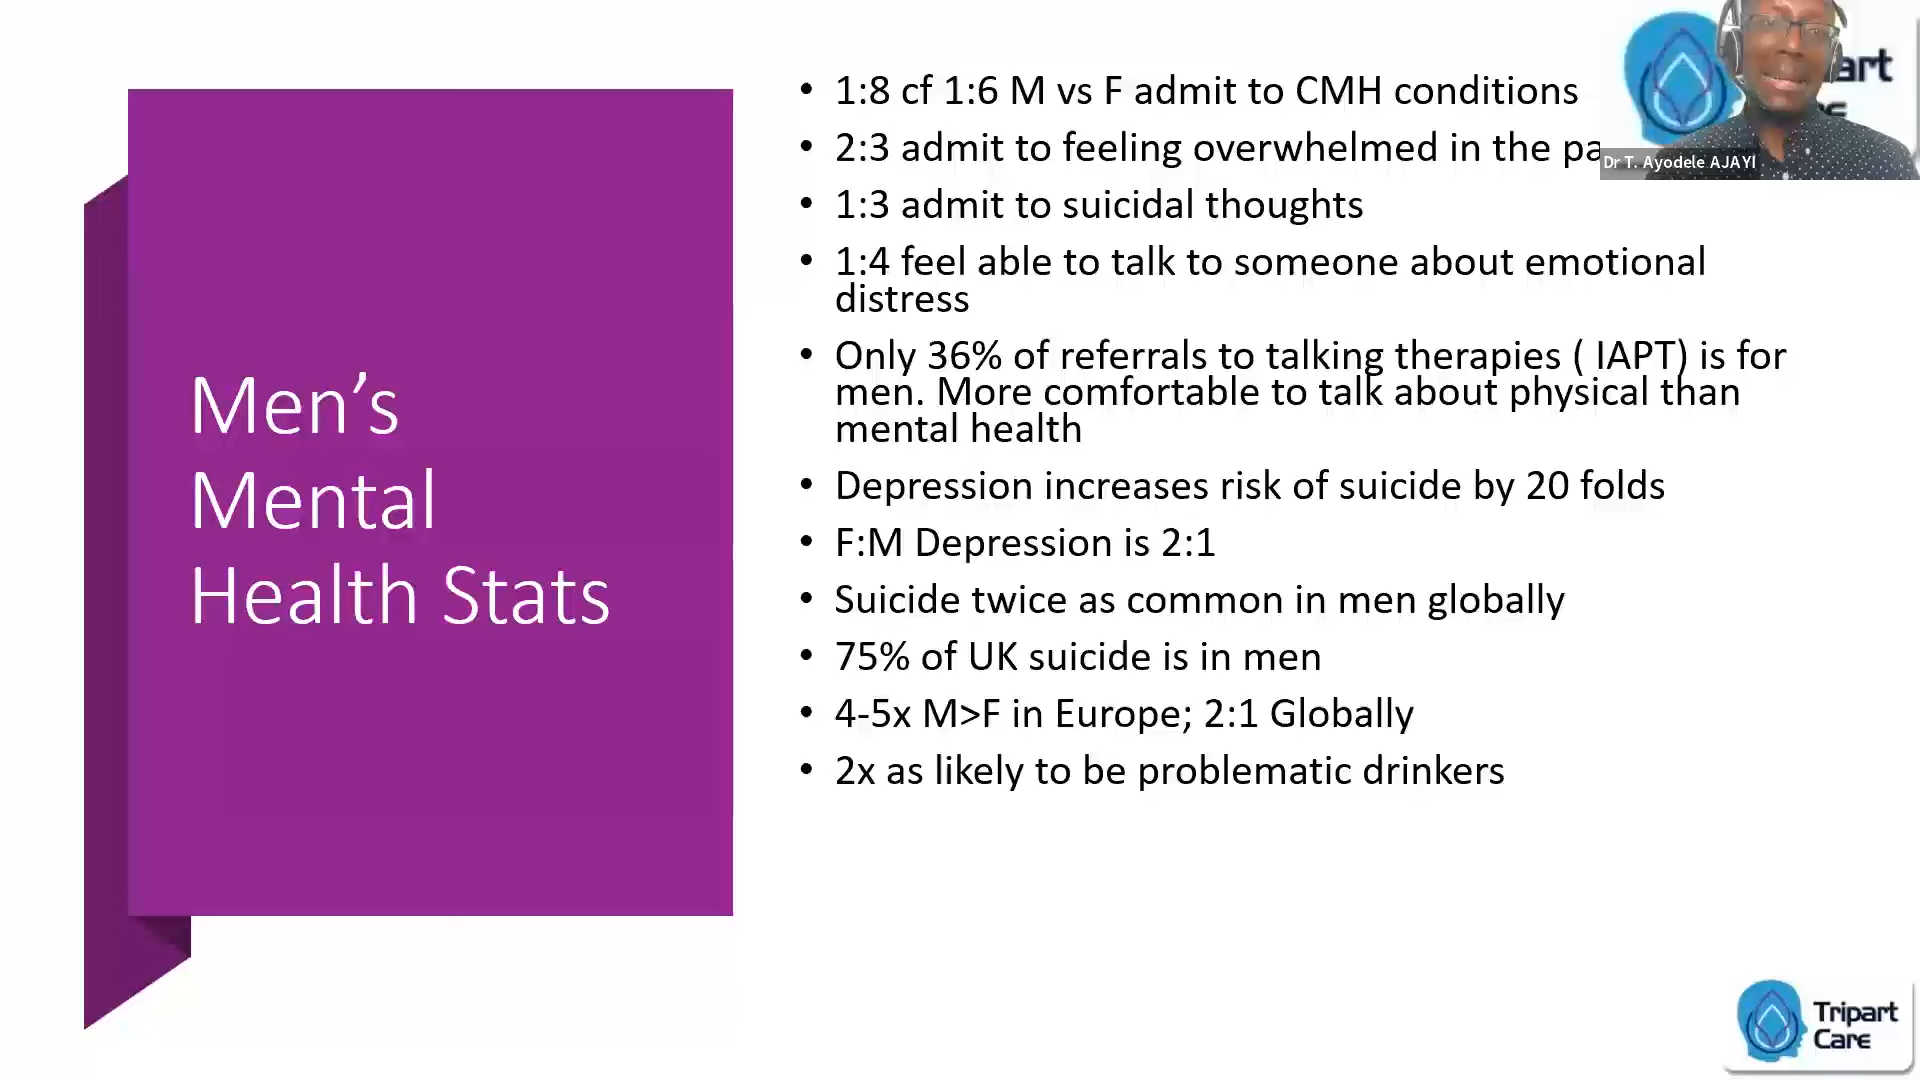 Men’s
Mental
Health Stats
• 1:8 cf 1:6 M vs F admit to CMH conditions
• 2:3 admit to feeling overwhelmed in the
• 1:3 admit to suicidal thoughts
• 1:4 feel able to talk to someone about emotional
distress
• Only 36% of referrals to talking therapies ( IAPT) is for
men. More comfortable to talk about physical than
mental health
• Depression increases risk of suicide by 20 folds
• F:M Depression is 2:1
• Suicide twice as common in men globally
• 75% of UK suicide is in men
• 4-5x M>F in Europe; 2:1 Globally
• 2x as likely to be problematic drinkers
Dr T. Ayodele AJAYI
Tripart
Care